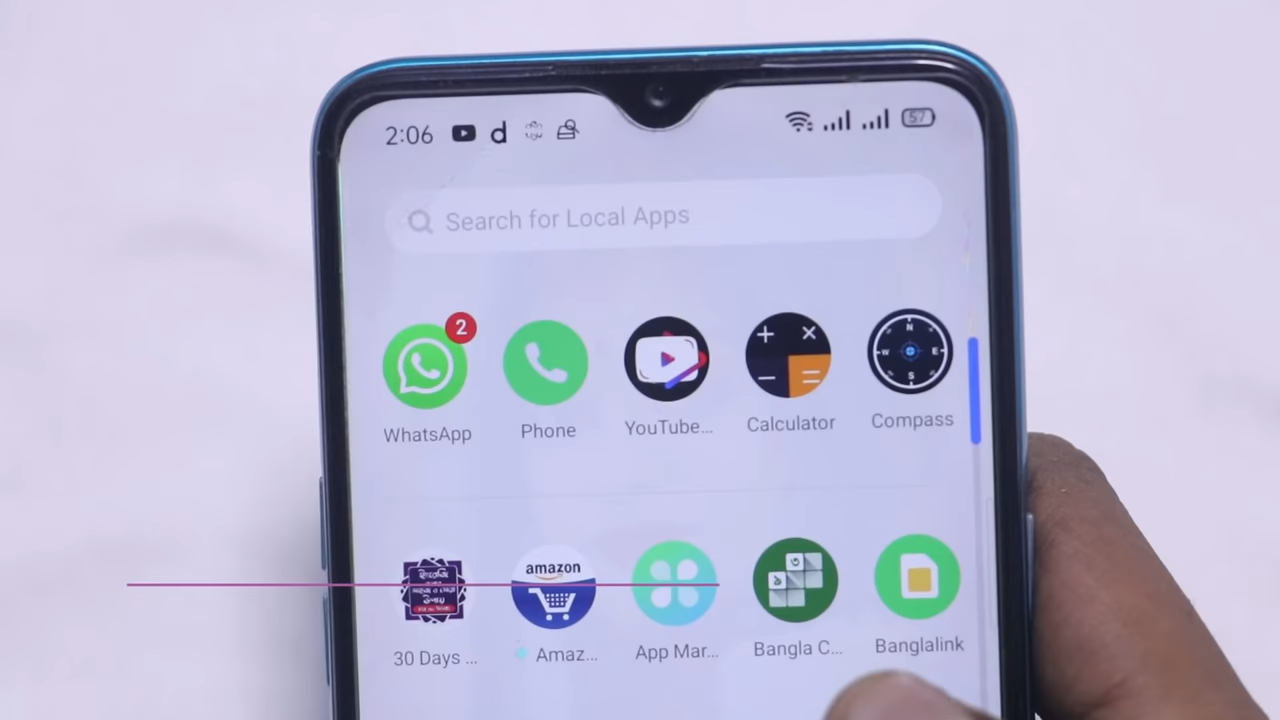 2:06
57
Search for Local Apps
2
N
W E
S
WhatsApp Phone YouTube... Calculator Compass
amazon
30 Days ... Amaz... App Mar... Bangla C... Banglalink